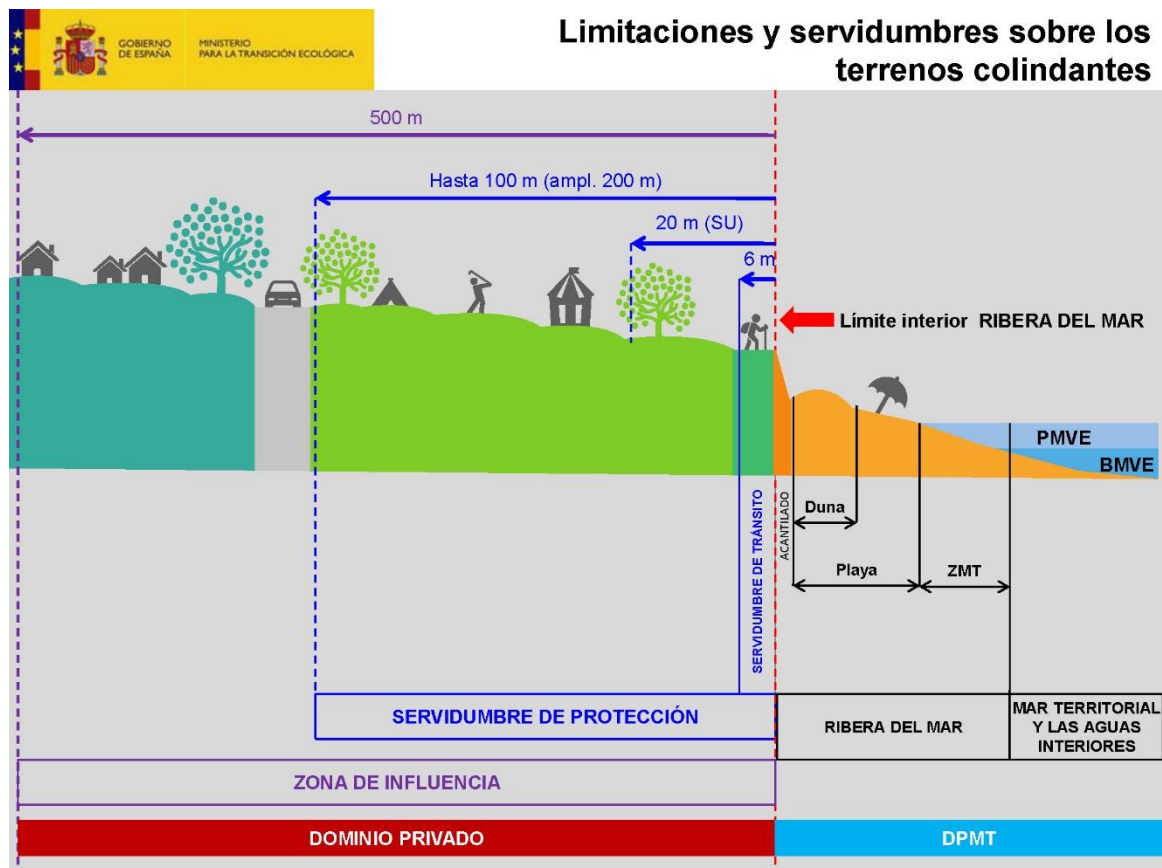 GOBIERNO
DE ESPAÑA
MINISTERIO
PARA LA TRANSICIÓN ECOLÓGICA
Limitaciones y servidumbres sobre los
terrenos colindantes
500 m
Hasta 100 m (ampl. 200 m)
20 m (SU)
6 m
Límite interior RIBERA DEL MAR
PMVE
BMVE
SERVIDUMBRE DE TRÁNSITO
ACANTILADO
Duna
Playa
ZMT
SERVIDUMBRE DE PROTECCIÓN
RIBERA DEL MAR
MAR TERRITORIAL
Y LAS AGUAS
INTERIORES
ZONA DE INFLUENCIA
DOMINIO PRIVADO
DPMT